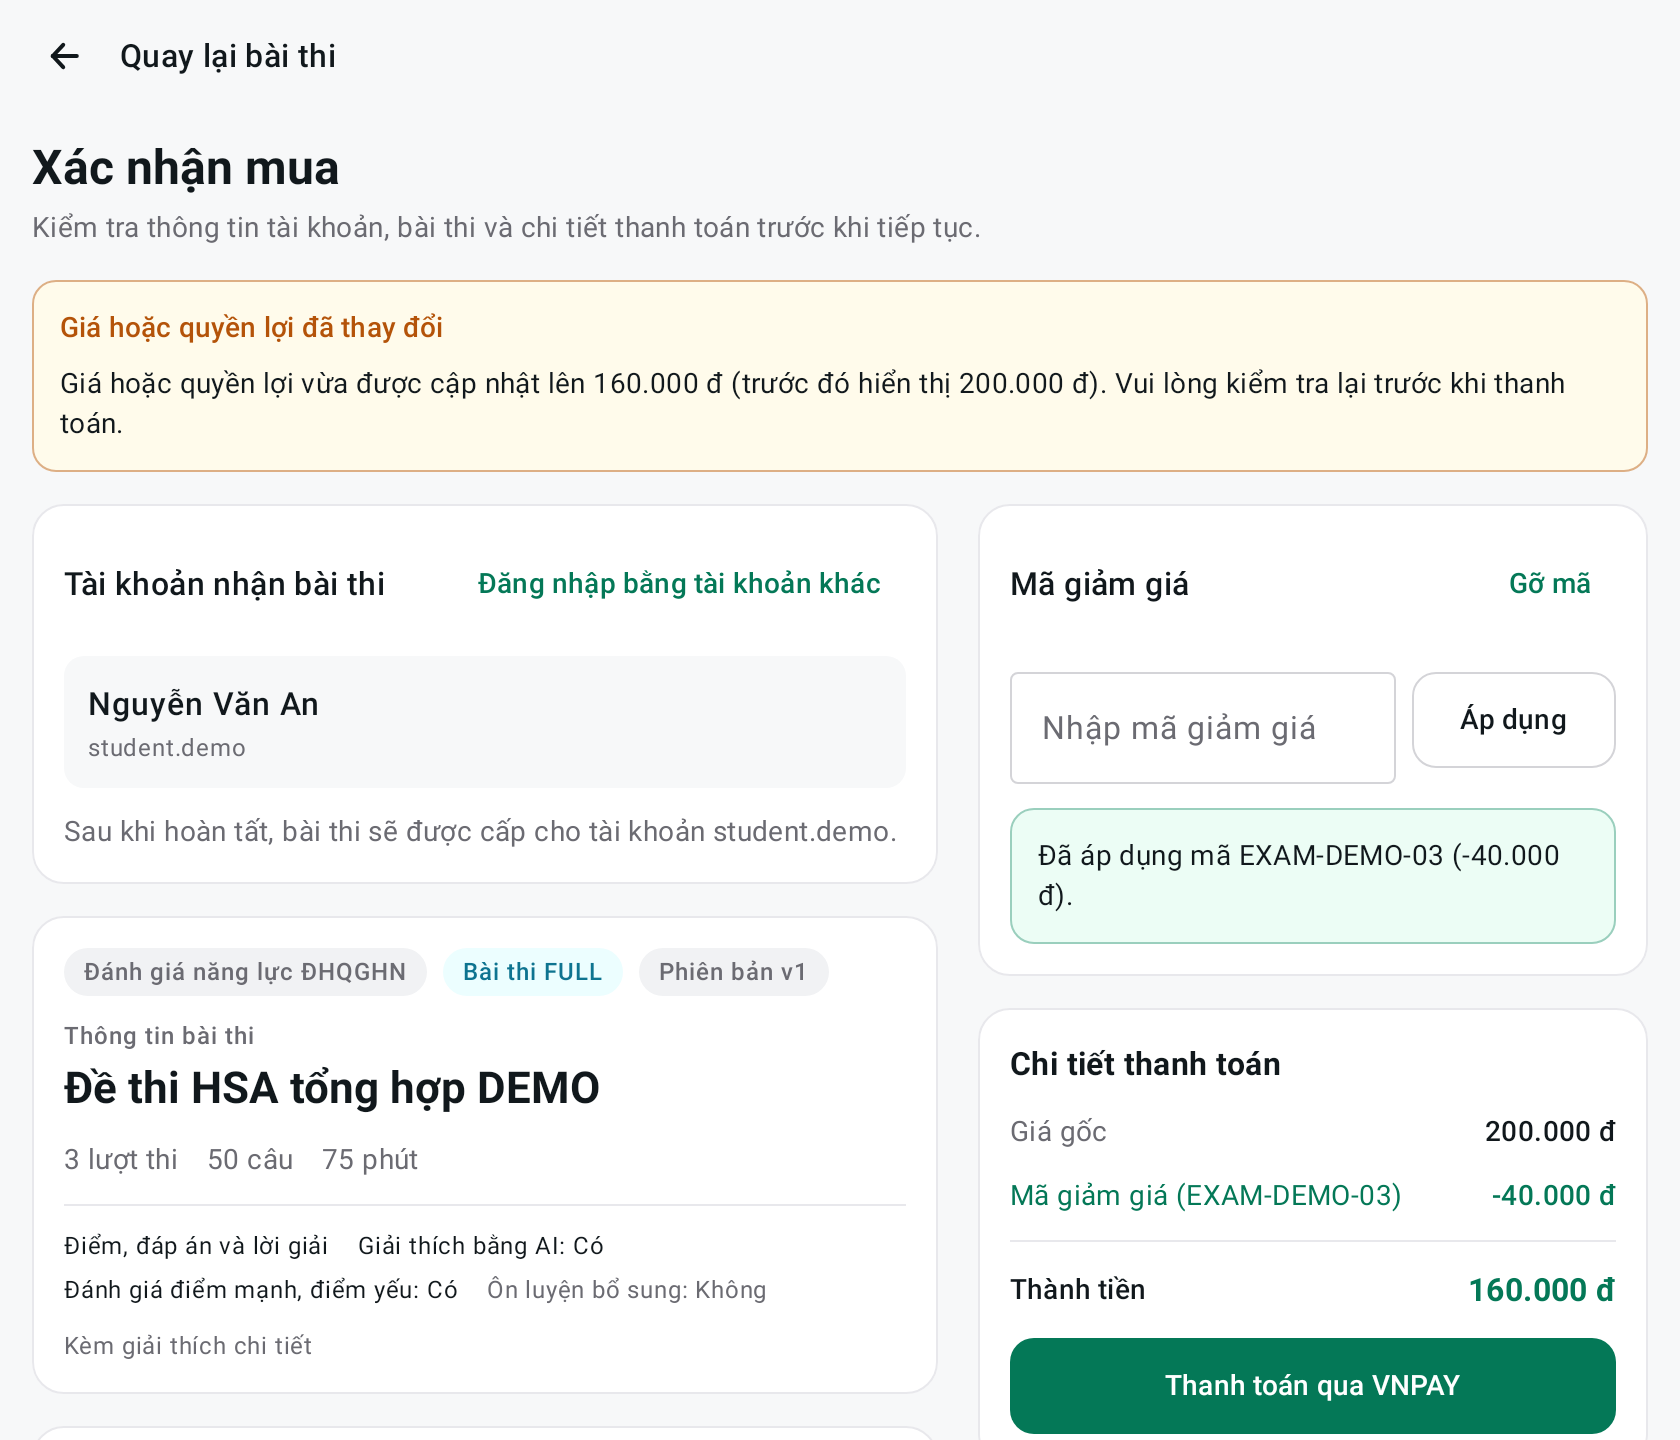 Quay lại bài thi
Xác nhận mua
Kiểm tra thông tin tài khoản, bài thi và chi tiết thanh toán trước khi tiếp tục.
Giá hoặc quyền lợi đã thay đổi
Giá hoặc quyền lợi vừa được cập nhật lên 160.000 đ (trước đó hiển thị 200.000 đ). Vui lòng kiểm tra lại trước khi thanh
toán.
Tài khoản nhận bài thi
Đăng nhập bằng tài khoản khác
Nguyễn Văn An
student.demo
Sau khi hoàn tất, bài thi sẽ được cấp cho tài khoản student.demo.
Đánh giá năng lực ĐHQGHN
Bài thi FULL
Phiên bản v1
Thông tin bài thi
Đề thi HSA tổng hợp DEMO
3 lượt thi 50 câu 75 phút
Điểm, đáp án và lời giải Giải thích bằng AI: Có
Đánh giá điểm mạnh, điểm yếu: Có Ôn luyện bổ sung: Không
Kèm giải thích chi tiết
Mã giảm giá
Gỡ mã
Nhập mã giảm giá
Áp dụng
Đã áp dụng mã EXAM-DEMO-03 (-40.000
đ).
Chi tiết thanh toán
Giá gốc 200.000 đ
Mã giảm giá (EXAM-DEMO-03) -40.000 đ
Thành tiền 160.000 đ
Thanh toán qua VNPAY